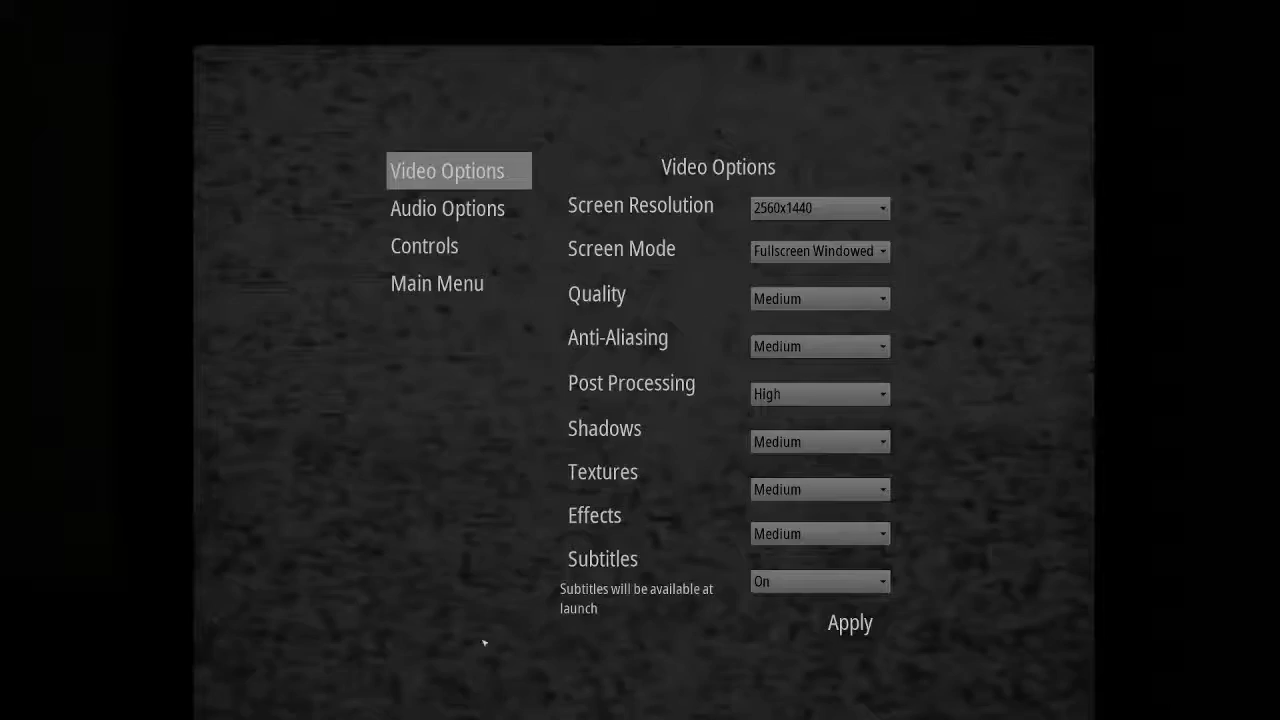 Video Options
Audio Options
Controls
Main Menu
Video Options
Screen Resolution 2560x1440
Screen Mode Fullscreen Windowed
Quality Medium
Anti-Aliasing Medium
Post Processing High
Shadows Medium
Textures Medium
Effects Medium
Subtitles On
Subtitles will be available at
launch
Apply